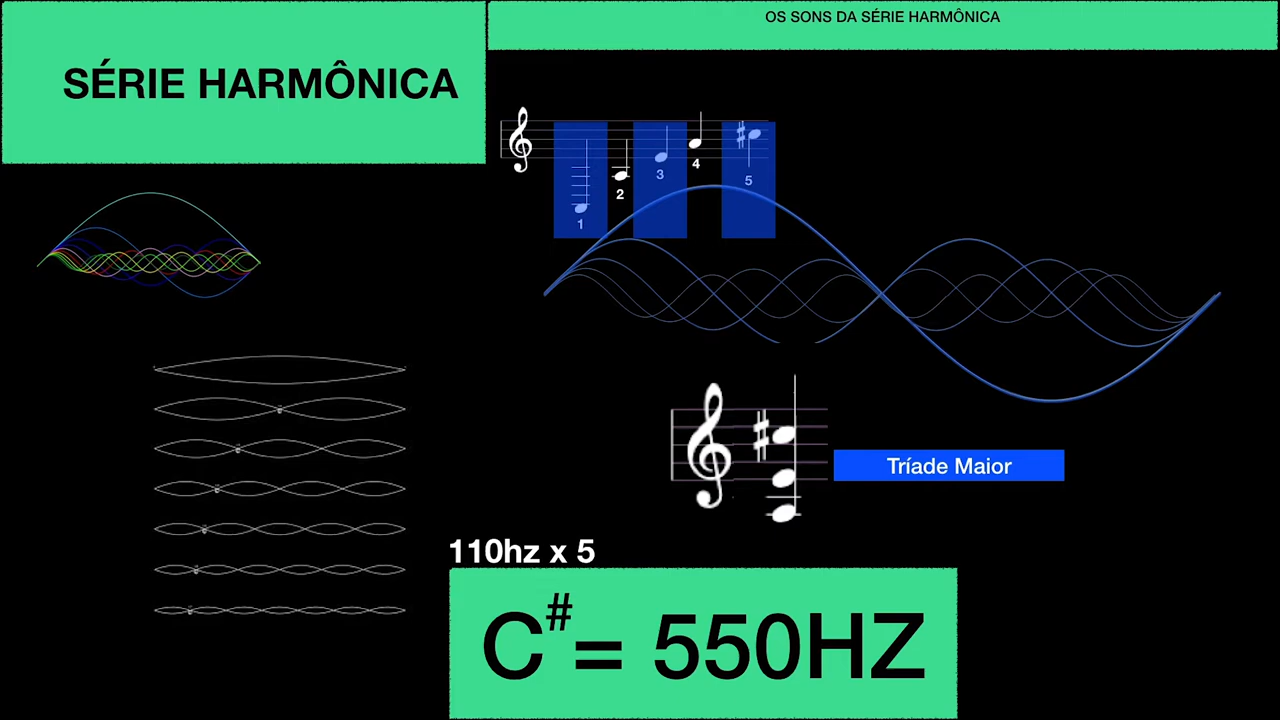 OS SONS DA SÉRIE HARMÔNICA
SÉRIE HARMÔNICA
1
2
3
4
5
Tríade Maior
110hz x 5
C#= 550HZ